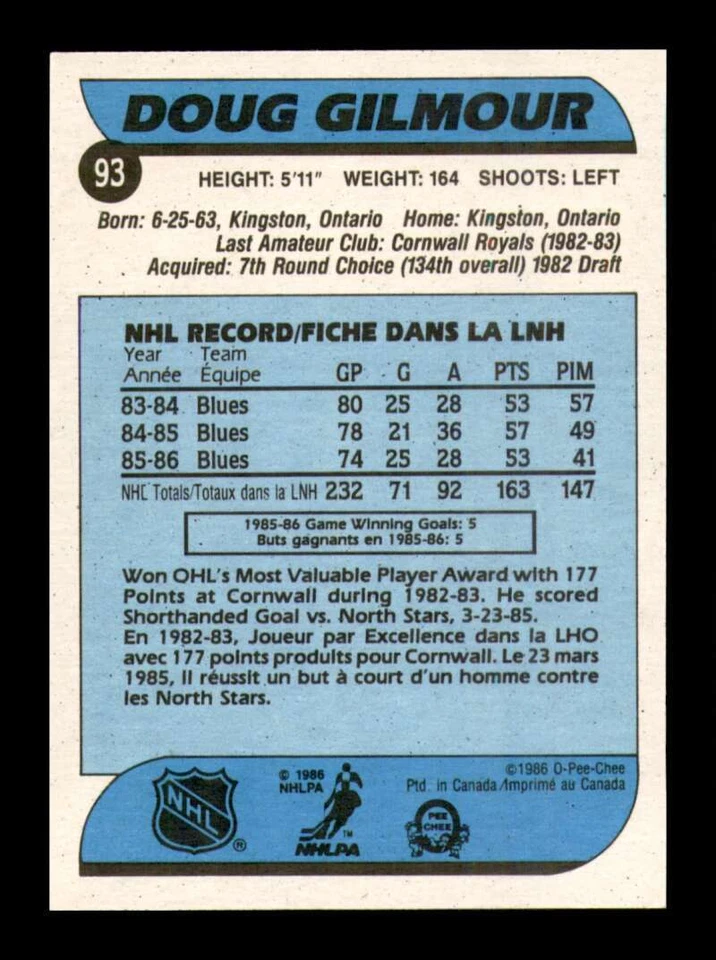 DOUG GILMOUR
93
HEIGHT: 5'11" WEIGHT: 164 SHOOTS: LEFT
Born: 6-25-63, Kingston, Ontario Home: Kingston, Ontario
Last Amateur Club: Cornwall Royals (1982-83)
Acquired: 7th Round Choice (134th overall) 1982 Draft
NHL RECORD/FICHE DANS LA LNH
Year Team
Année Équipe GP G A PTS PIM
83-84 Blues 80 25 28 53 57
84-85 Blues 78 21 36 57 49
85-86 Blues 74 25 28 53 41
NHL Totals/Totaux dans la LNH 232 71 92 163 147
1985-86 Game Winning Goals: 5
Buts gagnants en 1985-86: 5
Won OHL's Most Valuable Player Award with 177
Points at Cornwall during 1982-83. He scored
Shorthanded Goal vs. North Stars, 3-23-85.
En 1982-83, Joueur par Excellence dans la LHO
avec 177 points produits pour Cornwall. Le 23 mars
1985, il réussit un but à court d'un homme contre
les North Stars.
NHL ®
© 1986
NHLPA
TM
NHLPA
©1986 O-Pee-Chee
Ptd. in Canada/Imprimé au Canada
O
PEE
CHEE